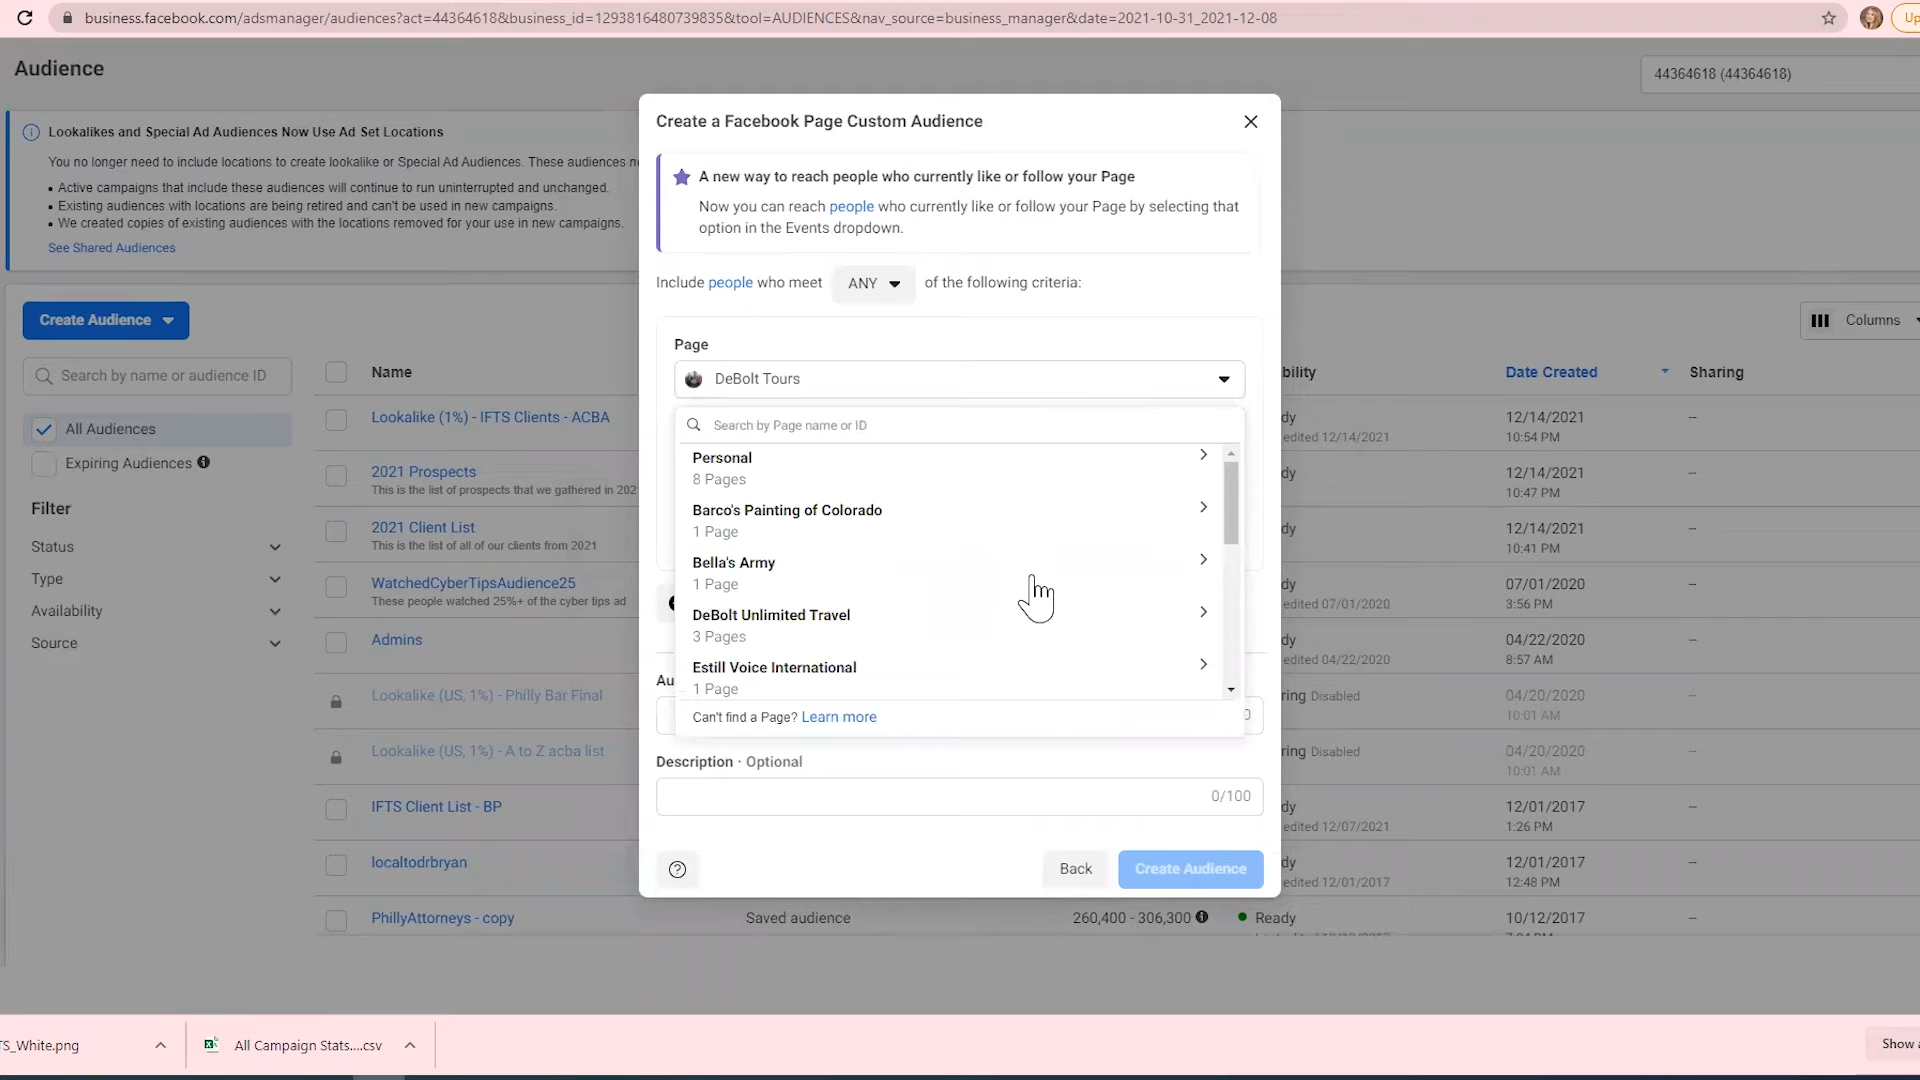 business.facebook.com/adsmanager/audiences?act=44364618&business_id=1293816480739835&tool=AUDIENCES&nav_source=business_manager&date=2021-10-31_2021-12-08
Up
Audience
44364618 (44364618)
Lookalikes and Special Ad Audiences Now Use Ad Set Locations
You no longer need to include locations to create lookalike or Special Ad Audiences. These audiences
• Active campaigns that include these audiences will continue to run uninterrupted and unchanged.
• Existing audiences with locations are being retired and can't be used in new campaigns.
• We created copies of existing audiences with the locations removed for your use in new campaigns.
See Shared Audiences
Create a Facebook Page Custom Audience
A new way to reach people who currently like or follow your Page
Now you can reach people who currently like or follow your Page by selecting that
option in the Events dropdown.
Include people who meet ANY of the following criteria:
Page
DeBolt Tours
Search by Page name or ID
Personal
8 Pages
Barco's Painting of Colorado
1 Page
Bella's Army
1 Page
DeBolt Unlimited Travel
3 Pages
Estill Voice International
1 Page
Can't find a Page? Learn more
Au
0
Description · Optional
0/100
Back
Create Audience
Create Audience
Columns
Search by name or audience ID
All Audiences
Expiring Audiences
Filter
Status
Type
Availability
Source
Name
bility
Date Created
Sharing
Lookalike (1%) - IFTS Clients - ACBA
dy
edited 12/14/2021
12/14/2021
10:54 PM
--
2021 Prospects
This is the list of prospects that we gathered in 202
dy
12/14/2021
10:47 PM
--
2021 Client List
This is the list of all of our clients from 2021
dy
12/14/2021
10:41 PM
--
WatchedCyberTipsAudience25
These people watched 25%+ of the cyber tips ad
dy
edited 07/01/2020
07/01/2020
3:56 PM
--
Admins
dy
edited 04/22/2020
04/22/2020
8:57 AM
--
Lookalike (US, 1%) - Philly Bar Final
ring Disabled
04/20/2020
10:01 AM
--
Lookalike (US, 1%) - A to Z acba list
ring Disabled
04/20/2020
10:01 AM
--
IFTS Client List - BP
dy
edited 12/07/2021
12/01/2017
1:26 PM
--
localtodrbryan
dy
edited 12/01/2017
12/01/2017
12:48 PM
--
PhillyAttorneys - copy
Saved audience
260,400 - 306,300
Ready
10/12/2017
--
TS_White.png
All Campaign Stats....csv
Show